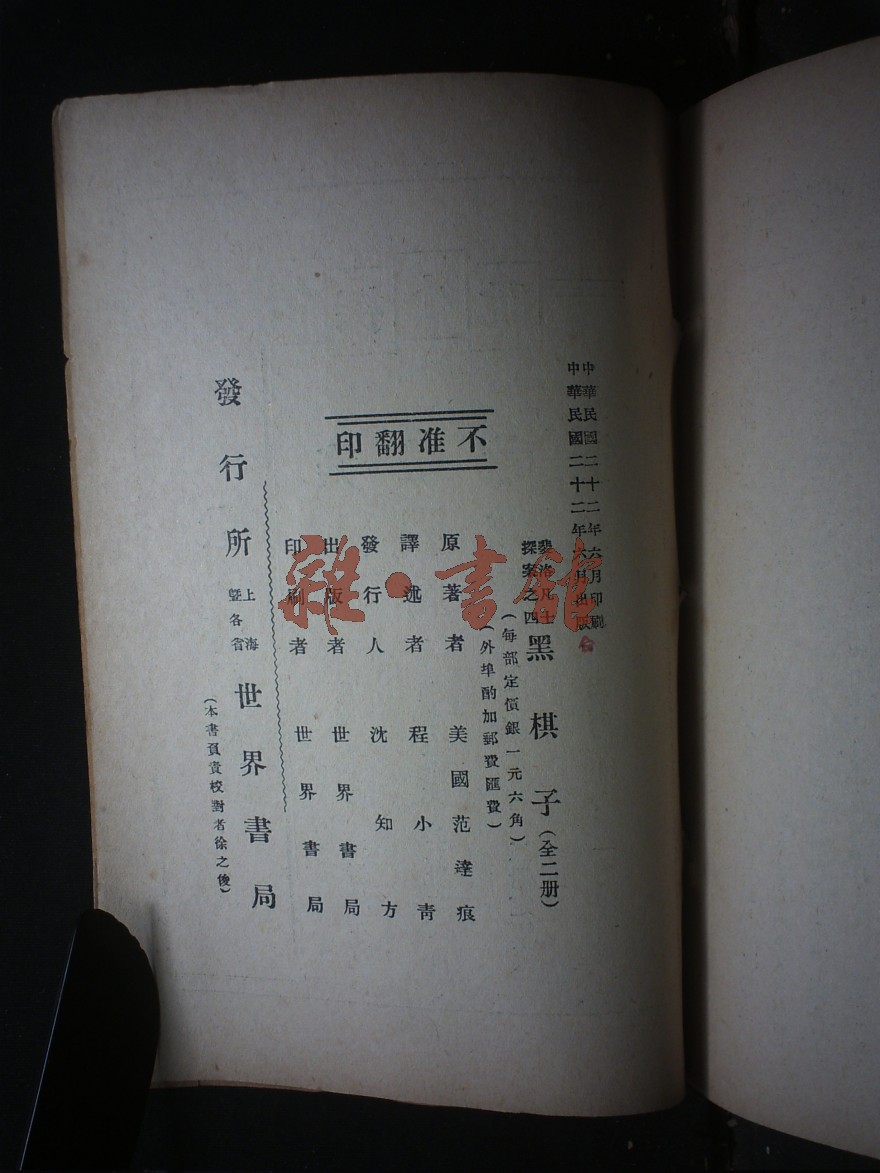 中華民國二十二年六月印刷
中華民國二十二年六月出版
斐洛凡士探案之四
黑棋子(全二册)
(每部定價銀一元六角)
(外埠酌加郵費匯費)
不准翻印
原著者 美國范達痕
譯述者 程小青
發行人 沈知方
出版者 世界書局
印刷者 世界書局
發行所 上海暨各省 世界書局
(本書負責校對者徐之俊)
雜·書館